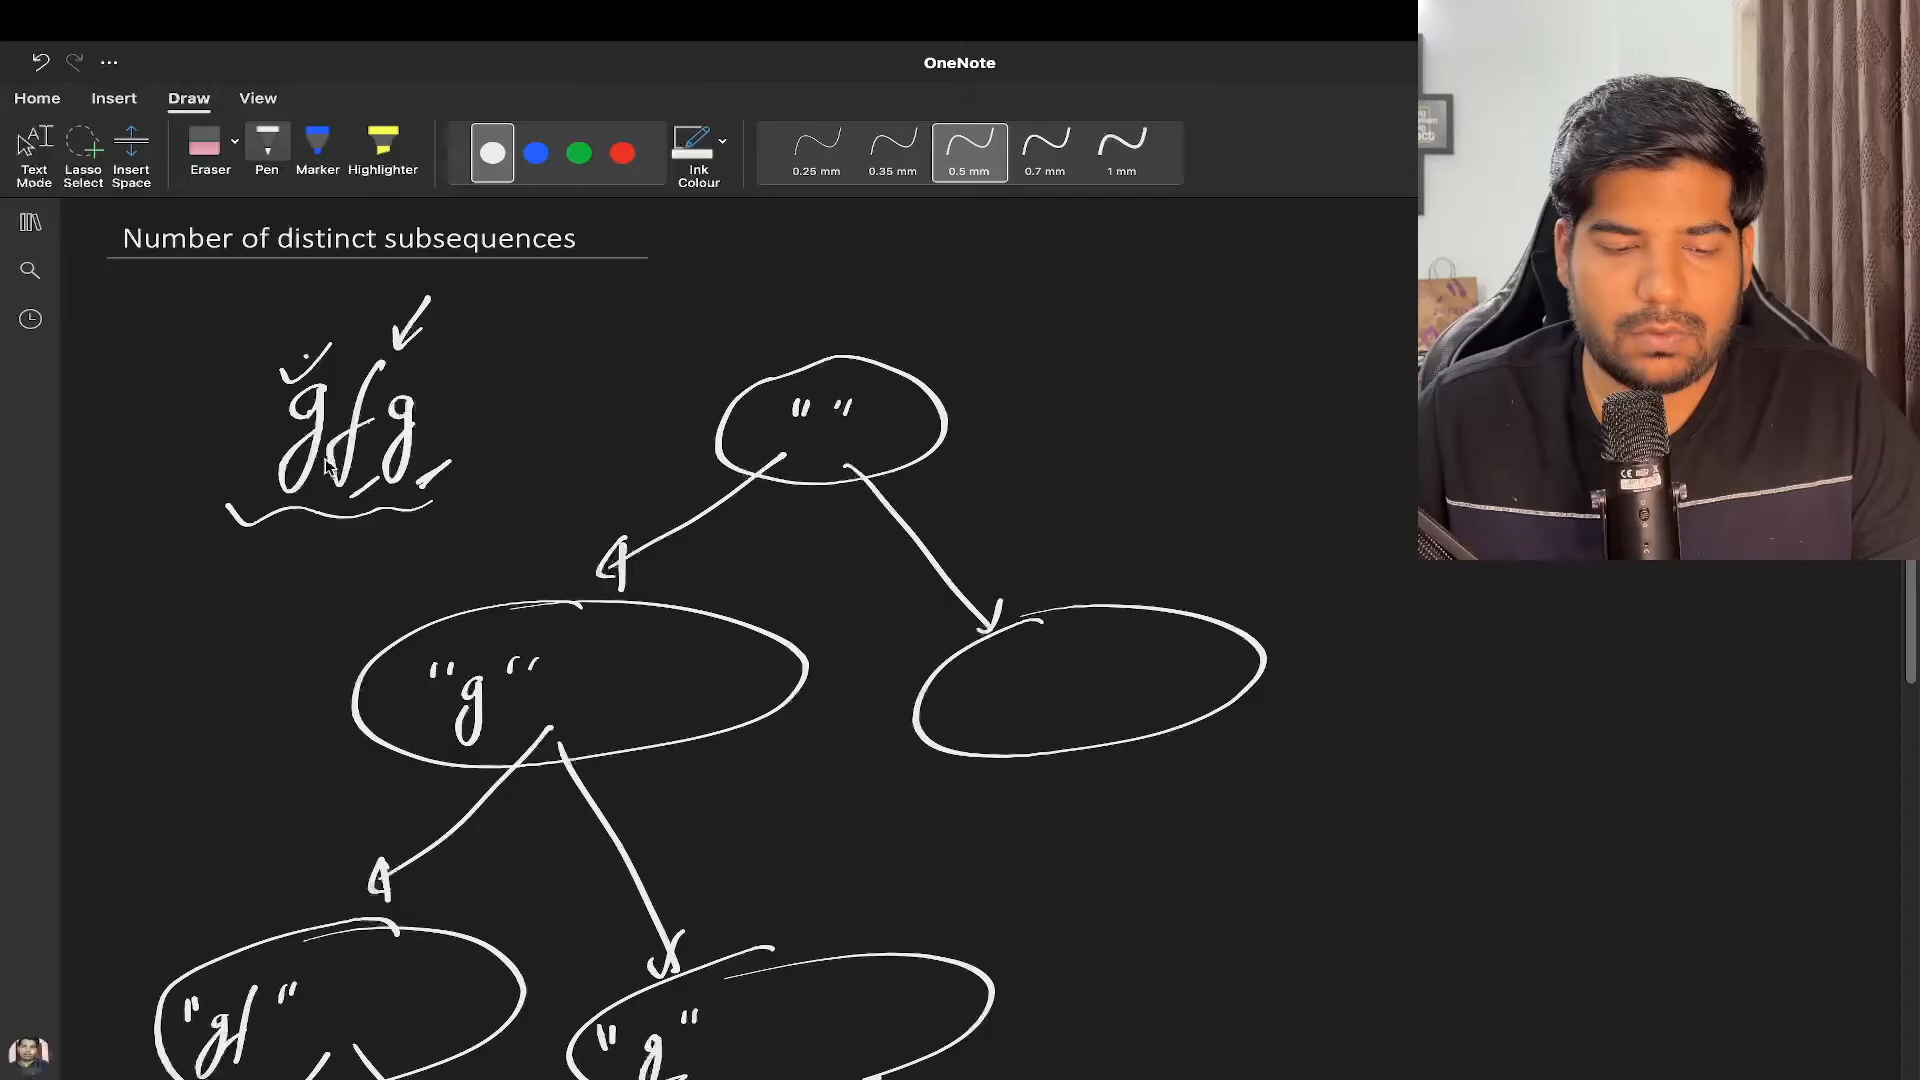 OneNote
Home Insert Draw View
Text Mode
Lasso Select
Insert Space
Eraser
Pen
Marker
Highlighter
Ink Colour
0.25 mm
0.35 mm
0.5 mm
0.7 mm
1 mm
Number of distinct subsequences
gfg
" "
"g"
"gf"
"g"